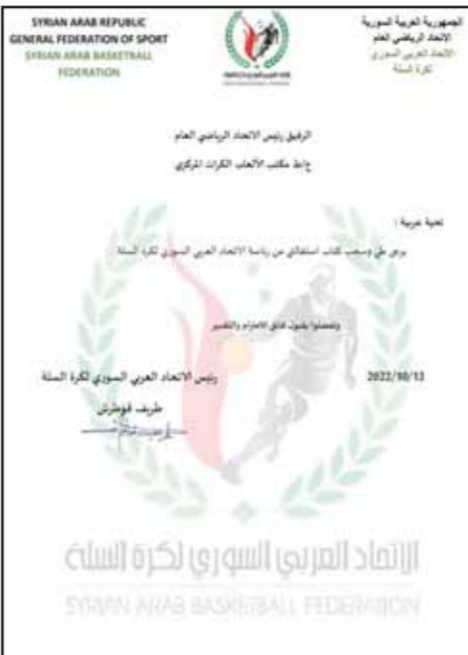 SYRIAN ARAB REPUBLIC
GENERAL FEDERATION OF SPORT
SYRIAN ARAB BASKETBALL
FEDERATION
الجمهورية العربية السورية
الاتحاد الرياضي العام
الاتحاد العربي السوري
لكرة السلة
الرفيق رئيس الاتحاد الرياضي العام
ع/ط مكتب الألعاب الكرات المركزي
تحية عربية :
يرجى طي وسحب كتاب استقالتي من رئاسة الاتحاد العربي السوري لكرة السلة
وتفضلوا بقبول فائق الاحترام والتقدير
2022/10/13
رئيس الاتحاد العربي السوري لكرة السلة
طريف قوطرش
الاتحاد العربي السوري لكرة السلة
SYRIAN ARAB BASKETBALL FEDERATION